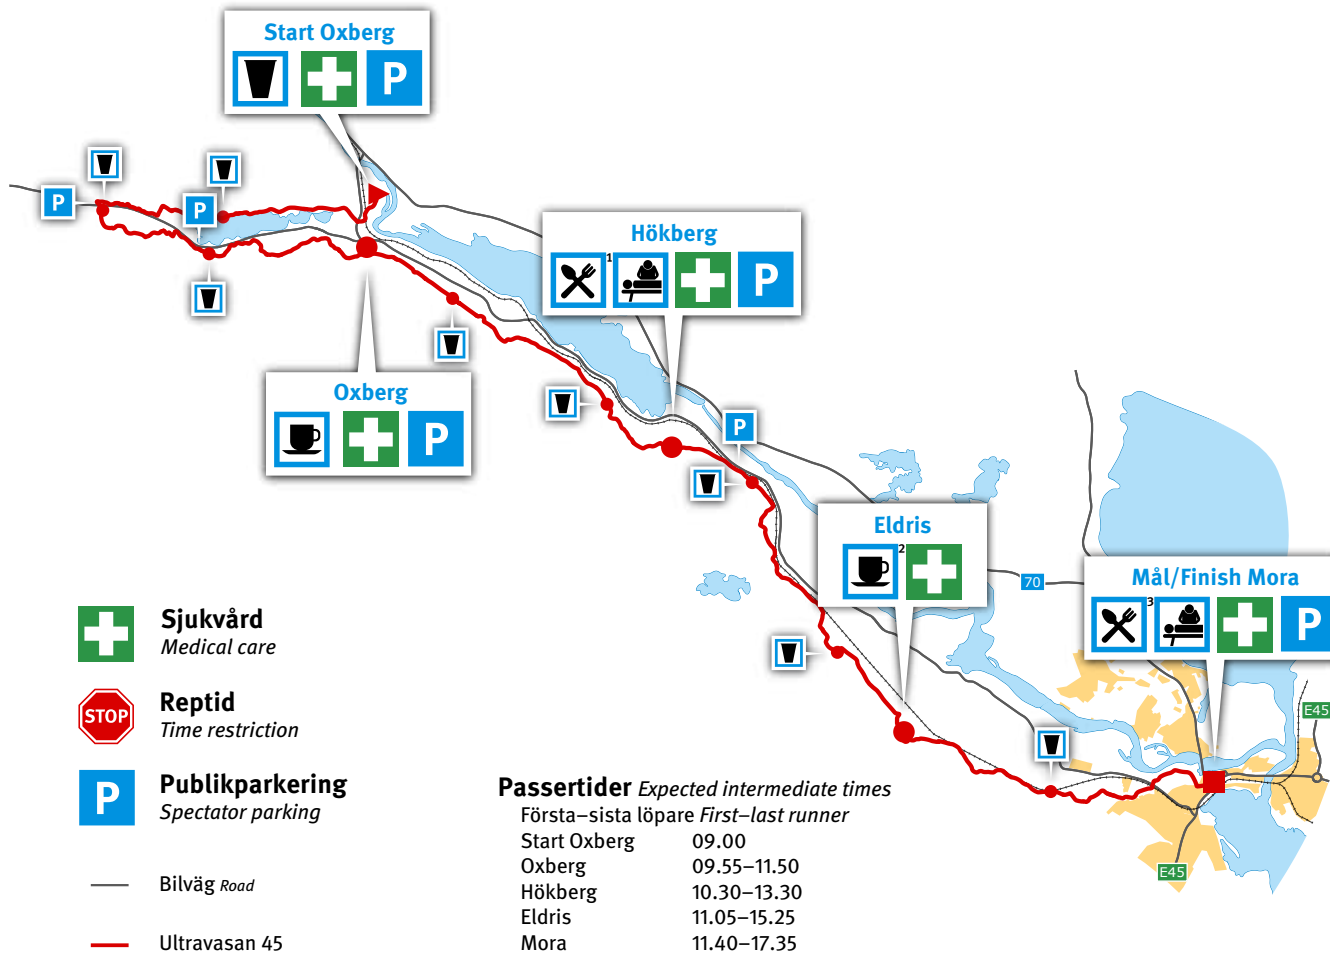 Start Oxberg
P
P
P
Hökberg
1
P
Oxberg
P
P
Eldris
2
70
Mål/Finish Mora
3
P
E45
E45
Sjukvård
Medical care
STOP
Reptid
Time restriction
P
Publikparkering
Spectator parking
Bilväg Road
Ultravasan 45
Passertider Expected intermediate times
Första–sista löpare First–last runner
Start Oxberg 09.00
Oxberg 09.55–11.50
Hökberg 10.30–13.30
Eldris 11.05–15.25
Mora 11.40–17.35